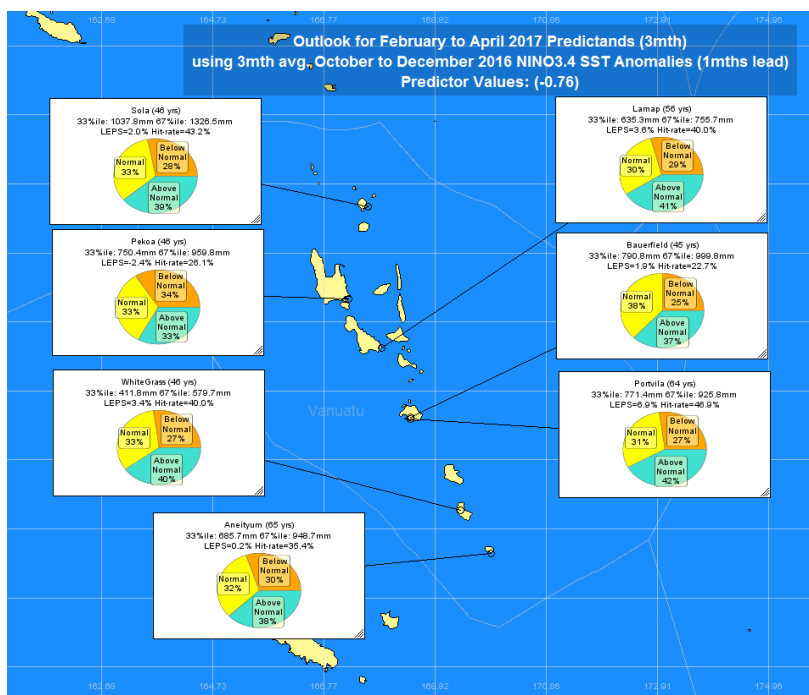 162.68 164.73 166.77 168.82 170.86 172.91 174.96
Outlook for February to April 2017 Predictands (3mth)
using 3mth avg. October to December 2016 NINO3.4 SST Anomalies (1mths lead)
Predictor Values: (-0.76)
Sola (46 yrs)
33%ile: 1037.8mm 67%ile: 1326.5mm
LEPS=2.0% Hit-rate=43.2%
Below
Normal
28%
Normal
33%
Above
Normal
39%
Lamap (56 yrs)
33%ile: 635.3mm 67%ile: 755.7mm
LEPS=3.6% Hit-rate=40.0%
Below
Normal
29%
Normal
30%
Above
Normal
41%
Pekoa (46 yrs)
33%ile: 750.4mm 67%ile: 959.8mm
LEPS=-2.4% Hit-rate=26.1%
Below
Normal
34%
Normal
33%
Above
Normal
33%
Bauerfield (45 yrs)
33%ile: 790.8mm 67%ile: 999.8mm
LEPS=1.9% Hit-rate=22.7%
Below
Normal
25%
Normal
38%
Above
Normal
37%
WhiteGrass (46 yrs)
33%ile: 411.8mm 67%ile: 579.7mm
LEPS=3.4% Hit-rate=40.0%
Below
Normal
27%
Normal
33%
Above
Normal
40%
Vanuatu
Portvila (64 yrs)
33%ile: 771.4mm 67%ile: 925.8mm
LEPS=6.9% Hit-rate=46.9%
Below
Normal
27%
Normal
31%
Above
Normal
42%
Aneityum (65 yrs)
33%ile: 685.7mm 67%ile: 948.7mm
LEPS=0.2% Hit-rate=35.4%
Below
Normal
30%
Normal
32%
Above
Normal
38%
162.68 164.73 166.77 168.82 170.86 172.91 174.96